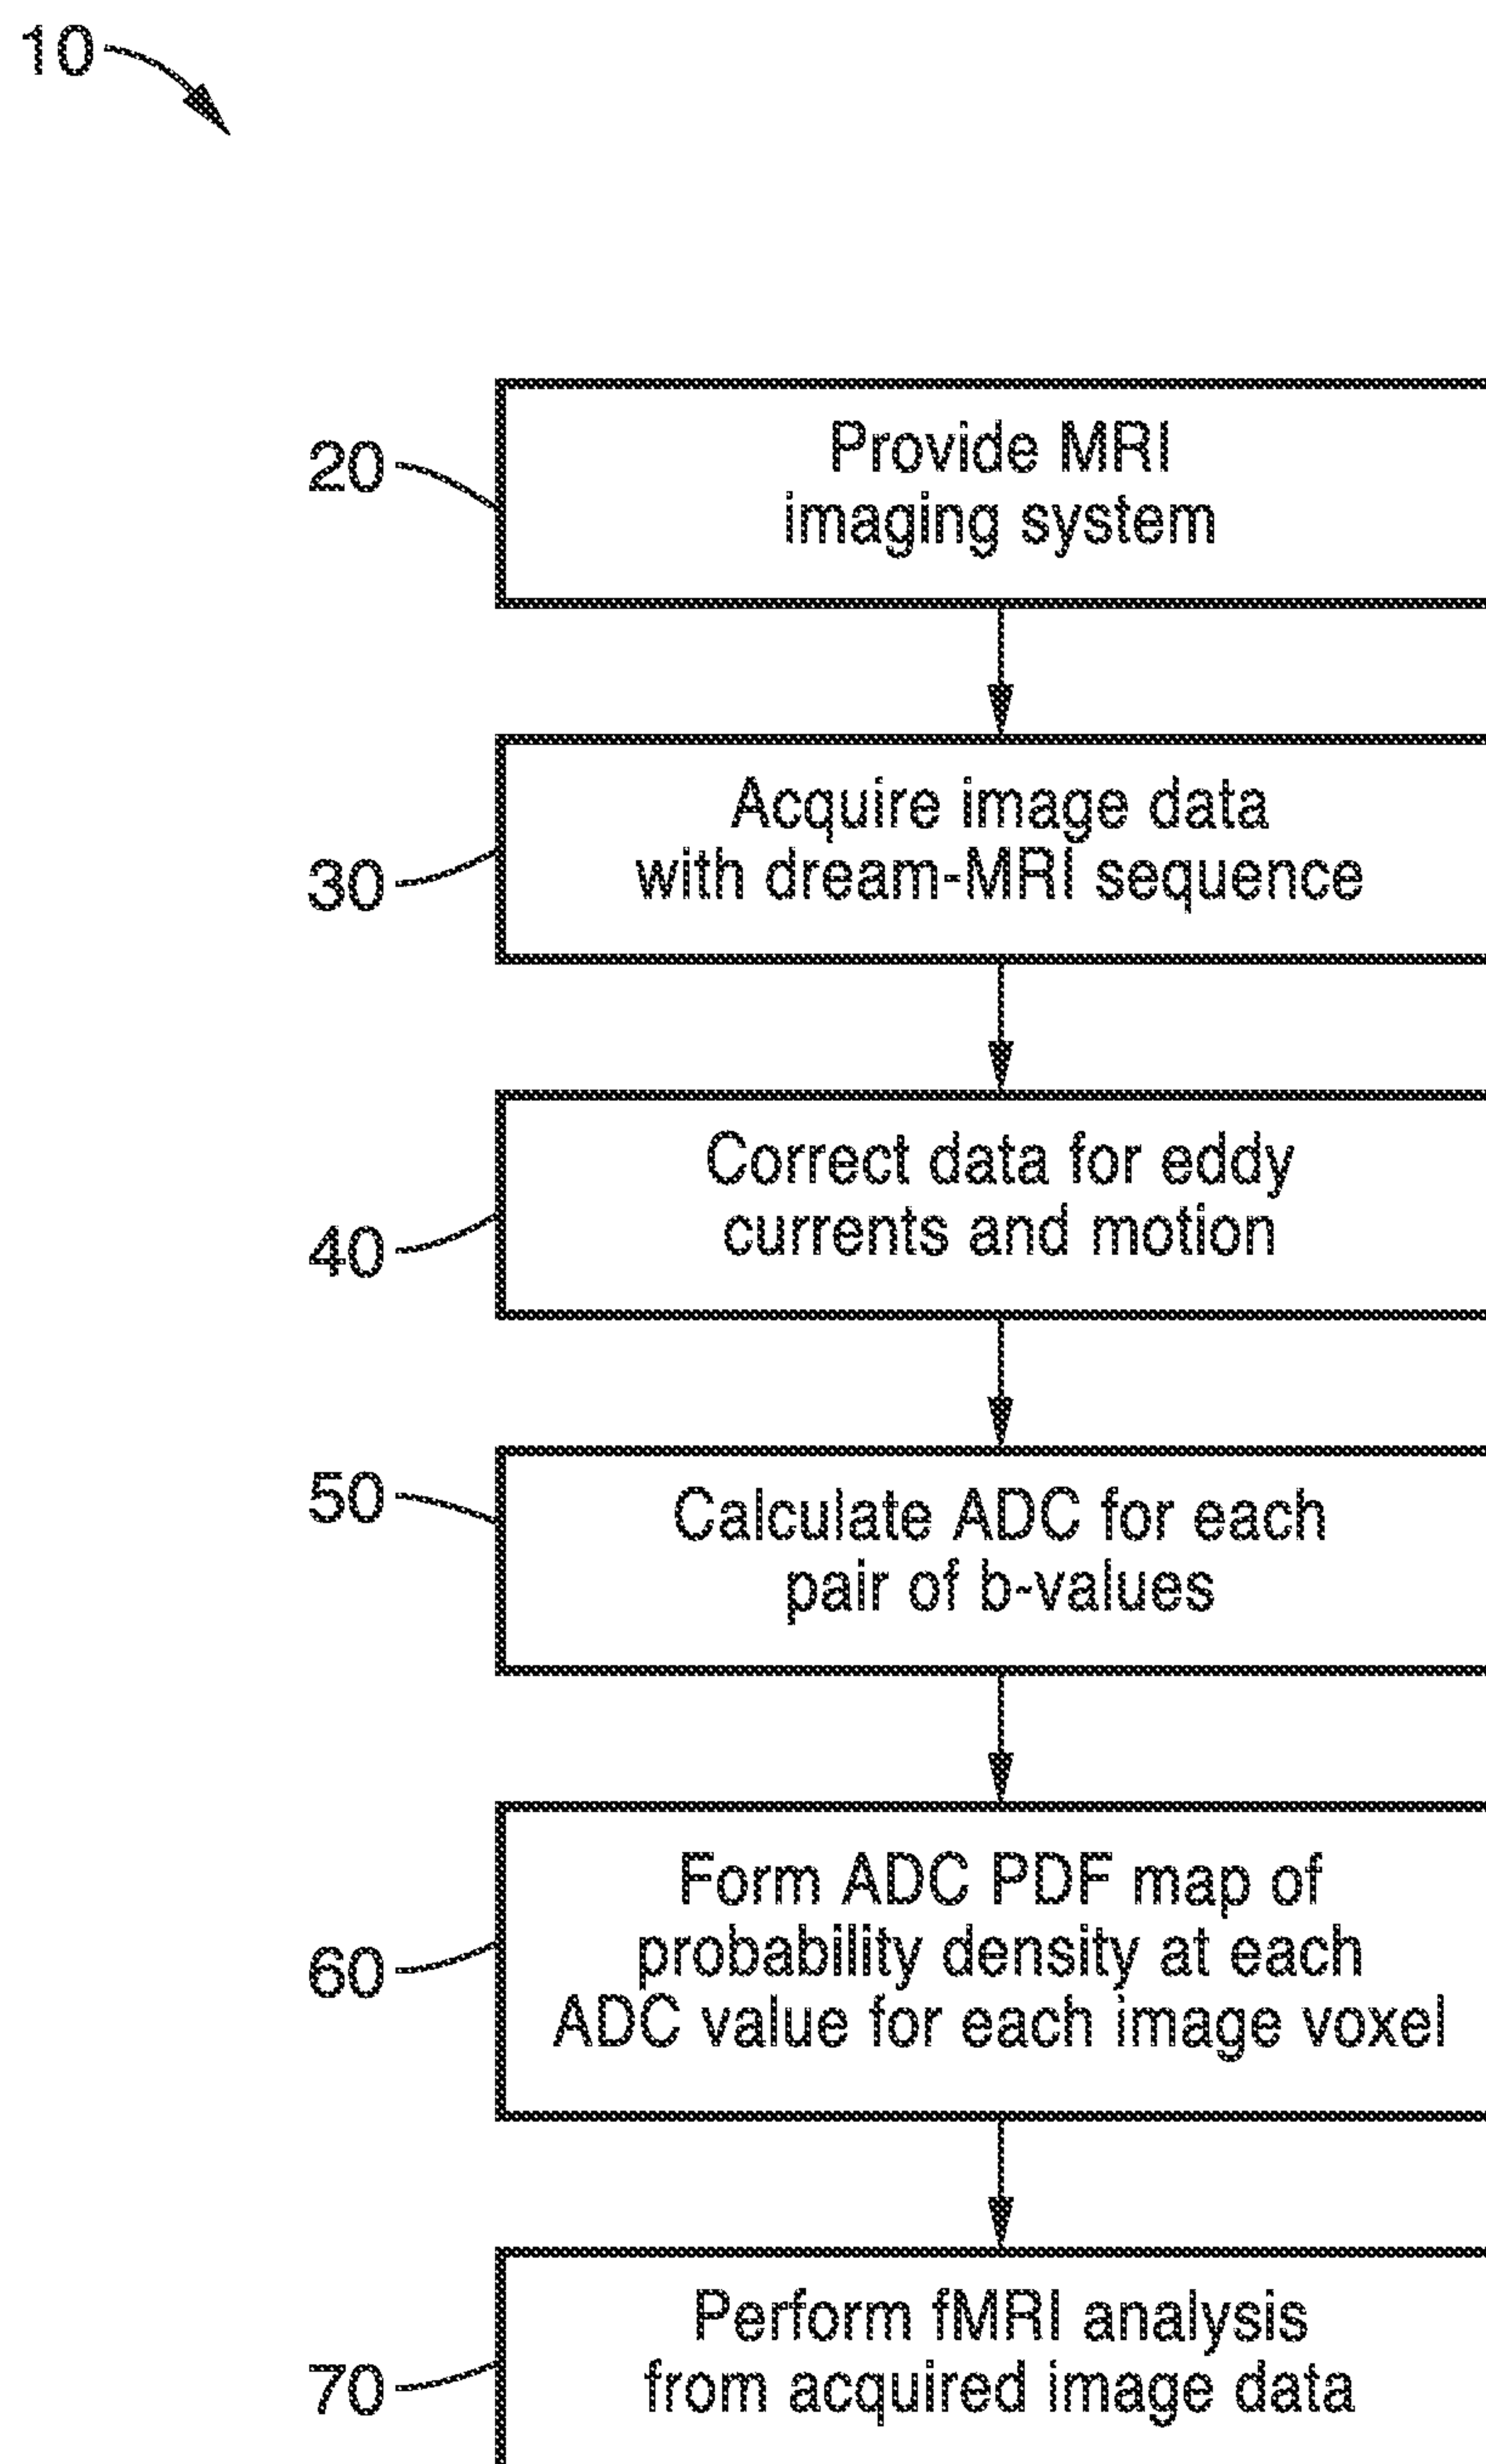 10
20
Provide MRI
imaging system
30
Acquire image data
with dream-MRI sequence
40
Correct data for eddy
currents and motion
50
Calculate ADC for each
pair of b-values
60
Form ADC PDF map of
probability density at each
ADC value for each image voxel
70
Perform fMRI analysis
from acquired image data